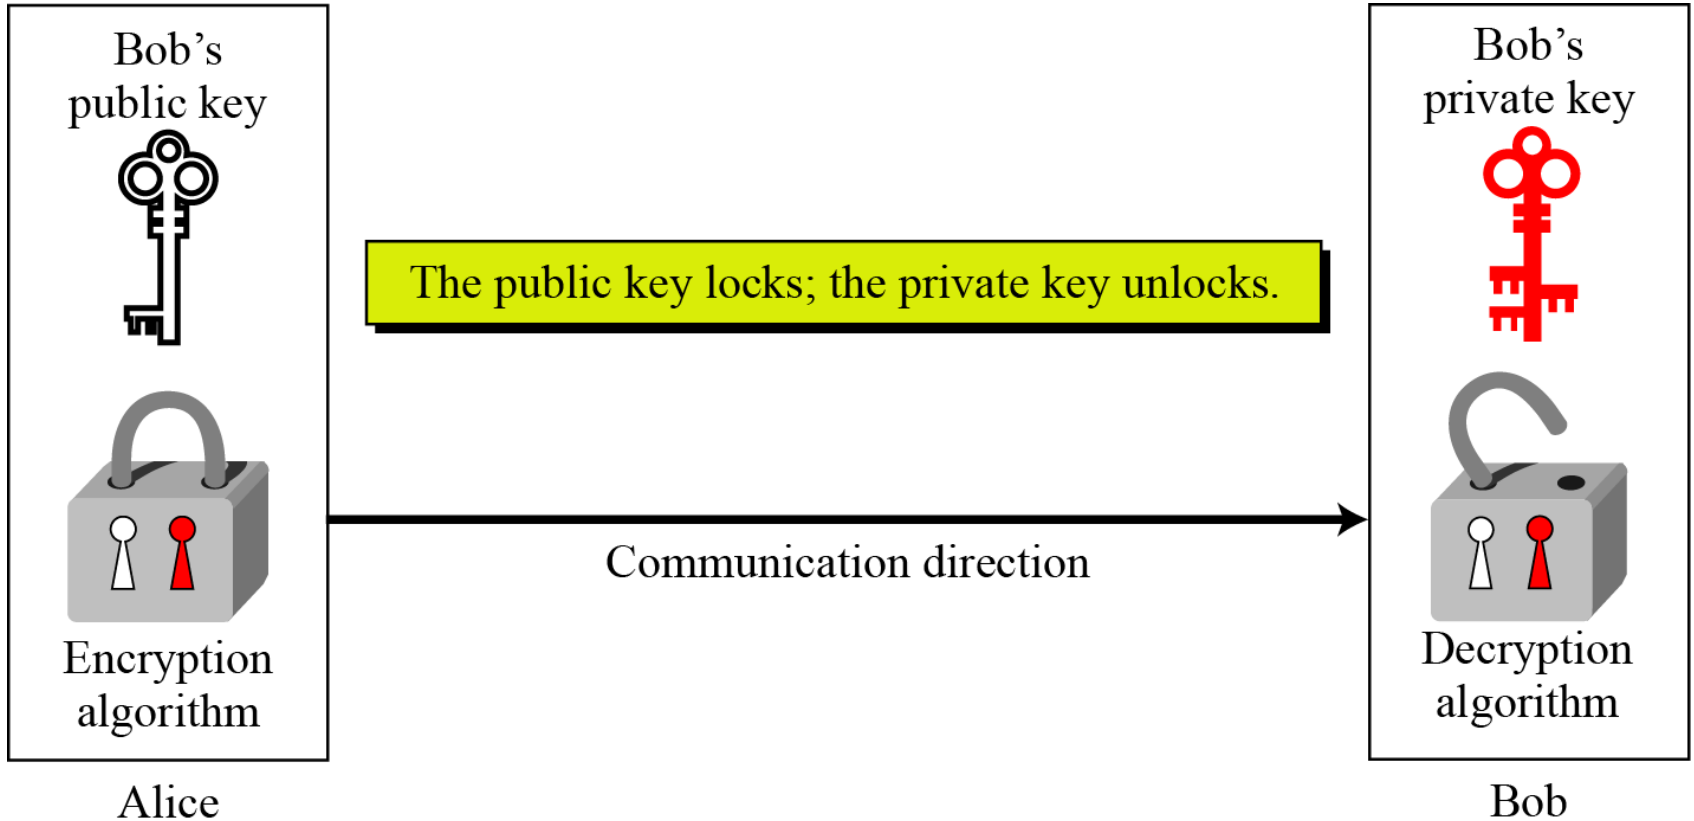 Bob’s
public key
Bob’s
private key
The public key locks; the private key unlocks.
Communication direction
Encryption
algorithm
Decryption
algorithm
Alice
Bob